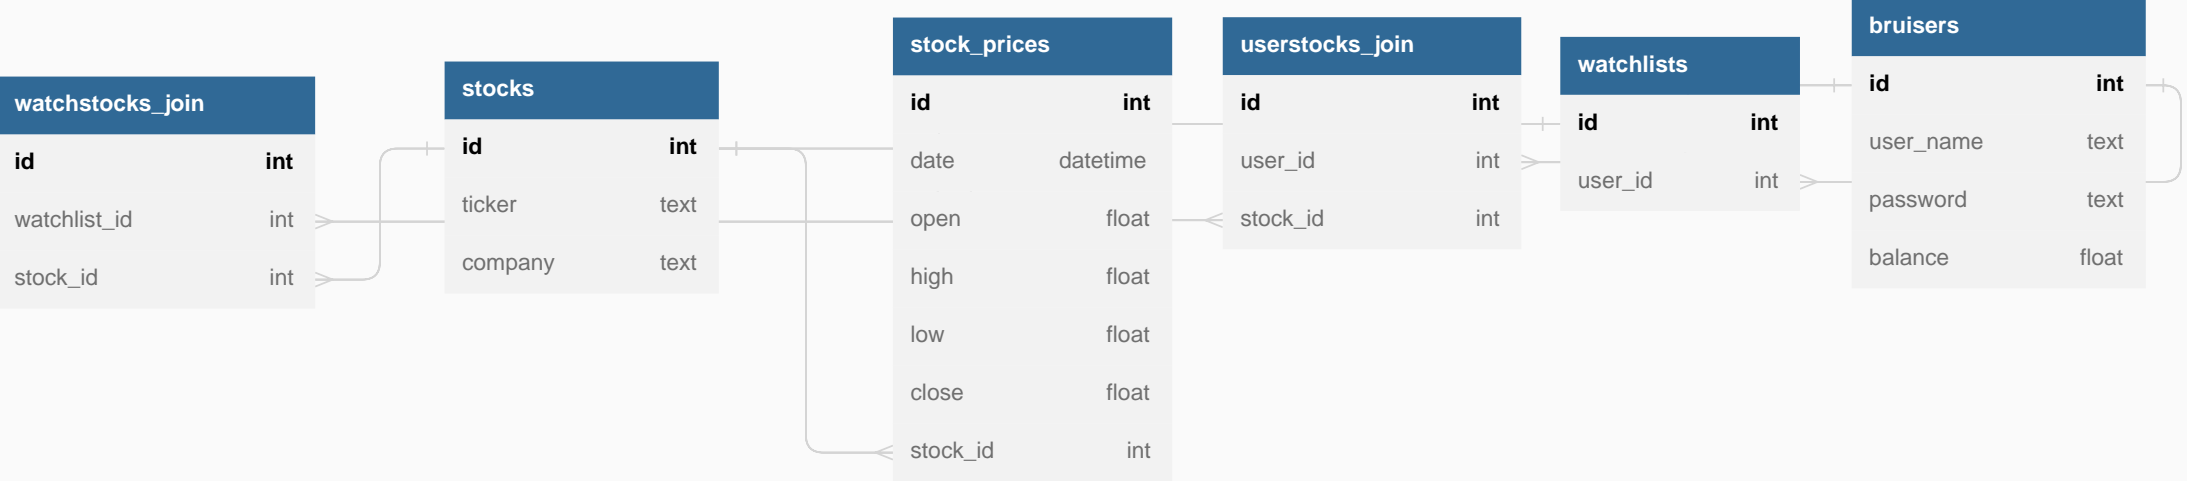 watchstocks_join
id int
watchlist_id int
stock_id int
stocks
id int
ticker text
company text
stock_prices
id int
date datetime
open float
high float
low float
close float
stock_id int
userstocks_join
id int
user_id int
stock_id int
watchlists
id int
user_id int
bruisers
id int
user_name text
password text
balance float